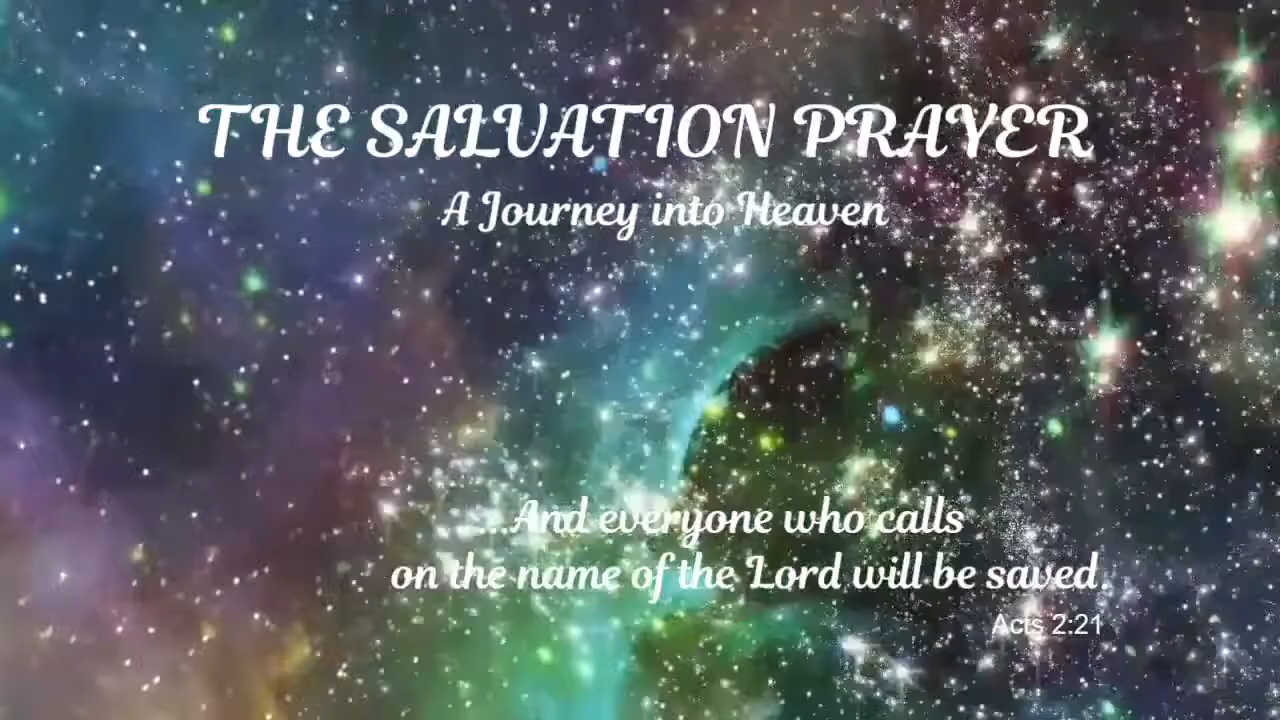 THE SALVATION PRAYER
A Journey into Heaven
...And everyone who calls
on the name of the Lord will be saved.
Acts 2:21